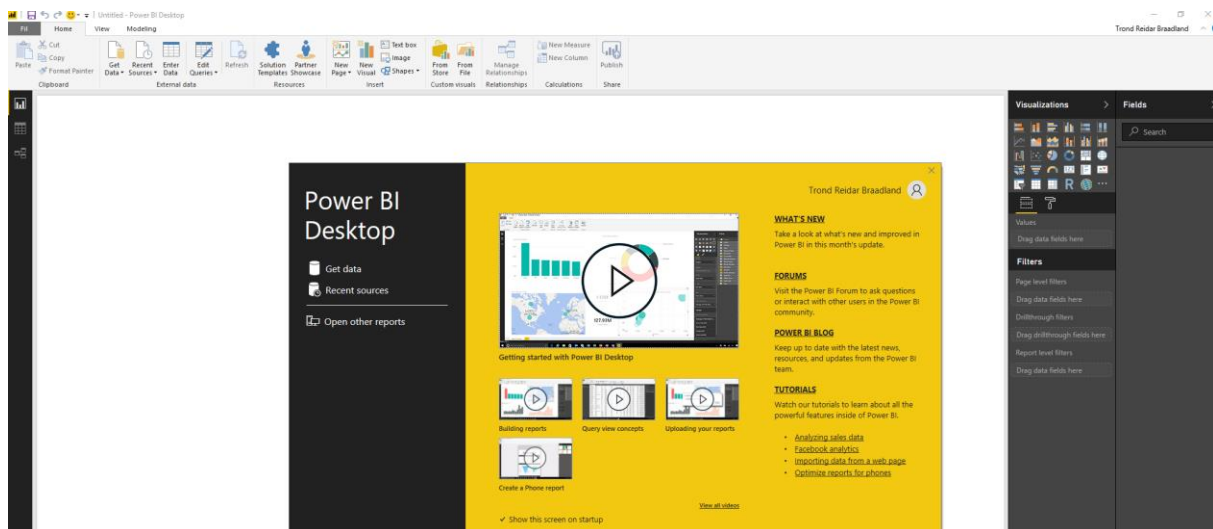 Untitled - Power BI Desktop
Fil Home View Modeling
Trond Reidar Braadland
Paste
Cut
Copy
Format Painter
Clipboard
Get Data
Recent Sources
Enter Data
Edit Queries
Refresh
External data
Solution Templates
Partner Showcase
Resources
New Page
New Visual
Text box
Image
Shapes
Insert
From Store
From File
Custom visuals
Manage Relationships
Relationships
New Measure
New Column
Calculations
Publish
Share
Power BI
Desktop
Get data
Recent sources
Open other reports
Trond Reidar Braadland
Getting started with Power BI Desktop
Building reports
Query view concepts
Uploading your reports
Create a Phone report
View all videos
Show this screen on startup
WHAT'S NEW
Take a look at what's new and improved in
Power BI in this month's update.
FORUMS
Visit the Power BI Forum to ask questions
or interact with other users in the Power BI
community.
POWER BI BLOG
Keep up to date with the latest news,
resources, and updates from the Power BI
team.
TUTORIALS
Watch our tutorials to learn about all the
powerful features inside of Power BI.
Analyzing sales data
Facebook analytics
Importing data from a web page
Optimize reports for phones
Visualizations
R
Values
Drag data fields here
Filters
Page level filters
Drag data fields here
Drillthrough filters
Drag drillthrough fields here
Report level filters
Drag data fields here
Fields
Search